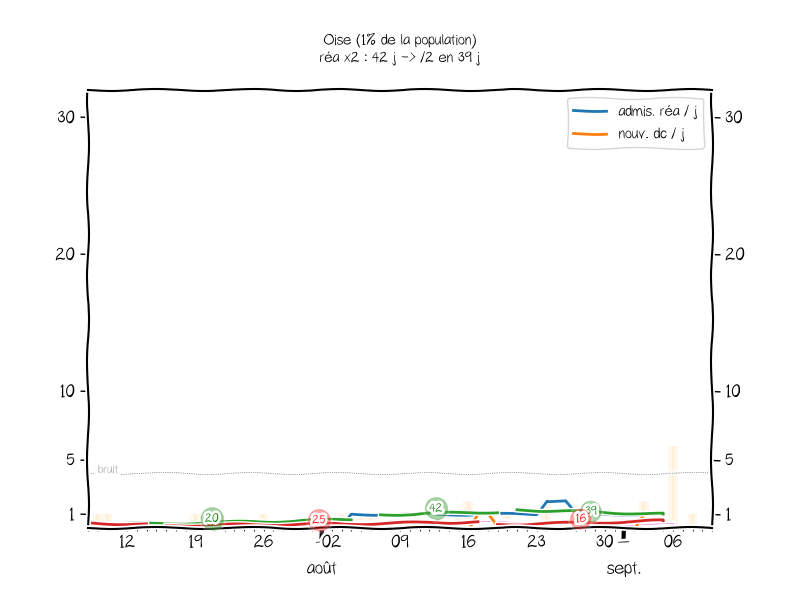 Oise (1% de la population)
réa x2 : 42 j -> /2 en 39 j
admis. réa / j
nouv. dc / j
30 30
20 20
10 10
5 5
bruit
1 1
20 25 42 16 39
12 19 26 02 09 16 23 30 06
août sept.